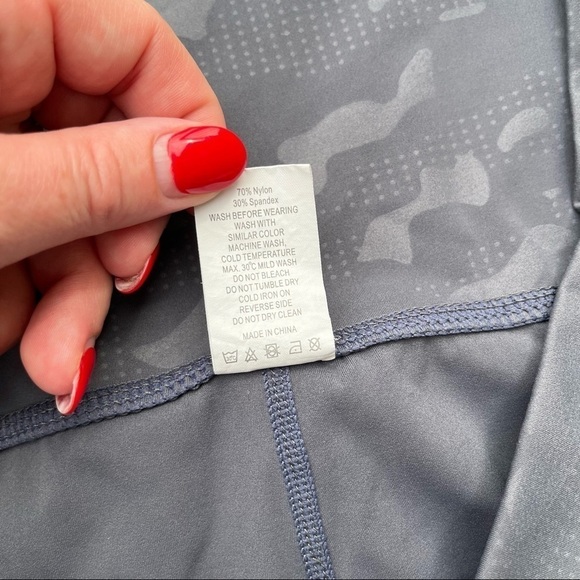 70% Nylon
30% Spandex
WASH BEFORE WEARING
WASH WITH
SIMILAR COLOR
MACHINE WASH,
COLD TEMPERATURE
MAX. 30°C MILD WASH
DO NOT BLEACH
DO NOT TUMBLE DRY
COLD IRON ON
REVERSE SIDE
DO NOT DRY CLEAN
MADE IN CHINA